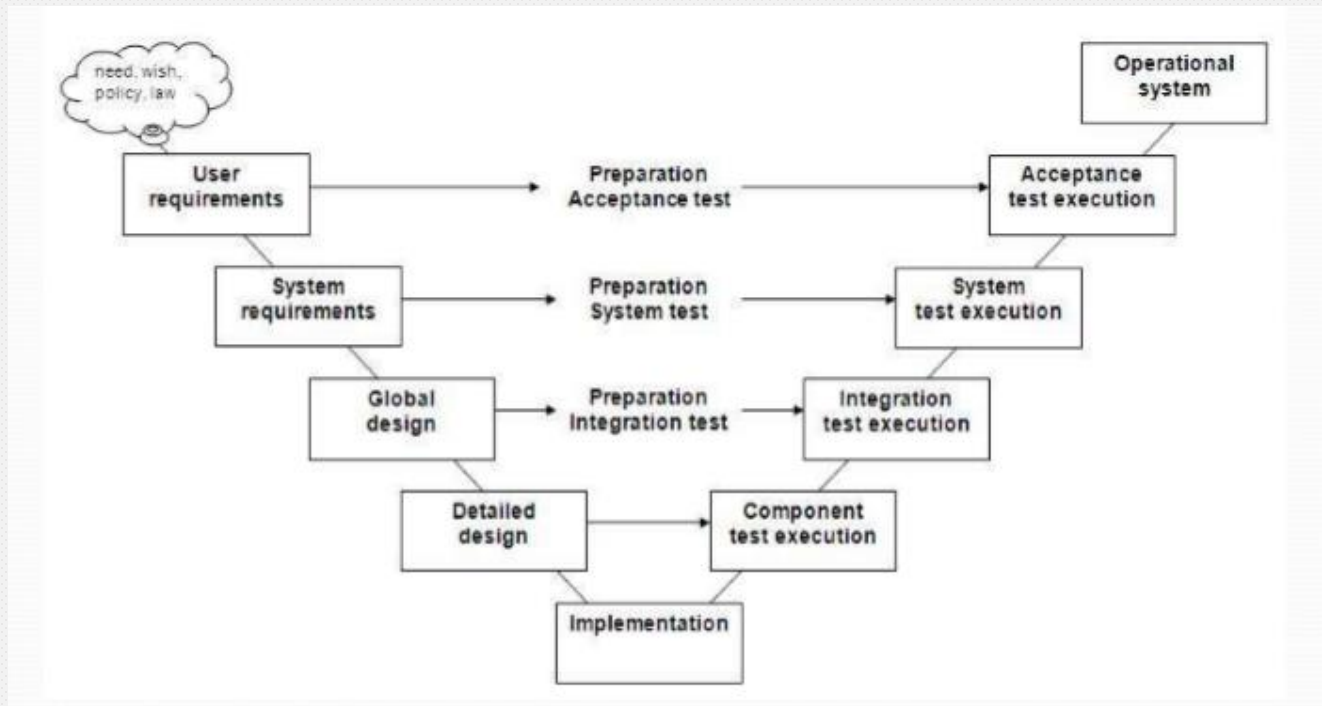 need, wish,
policy, law
Operational
system
User
requirements
Preparation
Acceptance test
Acceptance
test execution
System
requirements
Preparation
System test
System
test execution
Global
design
Preparation
Integration test
Integration
test execution
Detailed
design
Component
test execution
Implementation